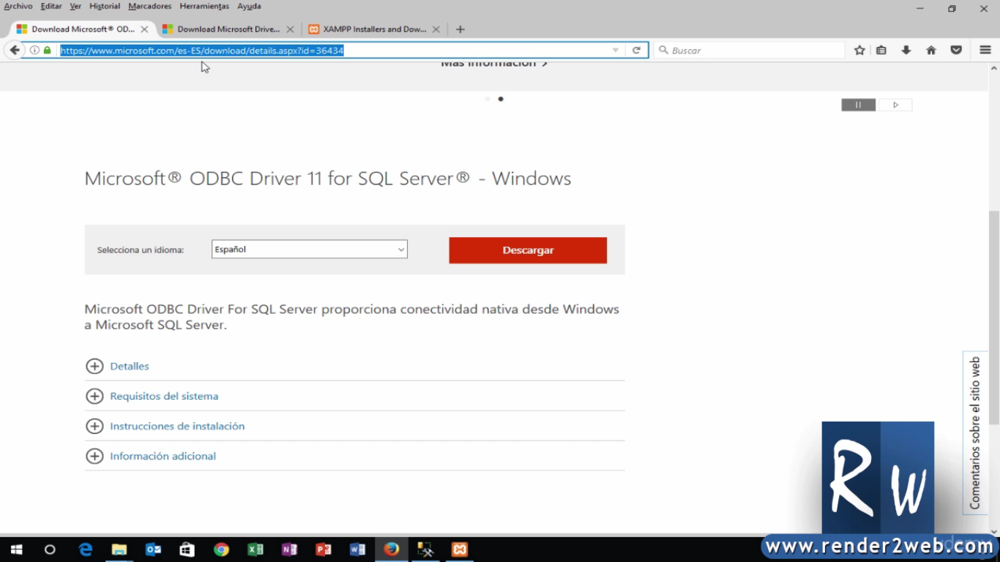 Archivo Editar Ver Historial Marcadores Herramientas Ayuda
Download Microsoft® OD... Download Microsoft Drive... XAMPP Installers and Dow...
https://www.microsoft.com/es-ES/download/details.aspx?id=36434 Buscar
Más información
Microsoft® ODBC Driver 11 for SQL Server® - Windows
Selecciona un idioma: Español Descargar
Microsoft ODBC Driver For SQL Server proporciona conectividad nativa desde Windows
a Microsoft SQL Server.
Detalles
Requisitos del sistema
Instrucciones de instalación
Información adicional
Comentarios sobre el sitio web
RW
www.render2web.com